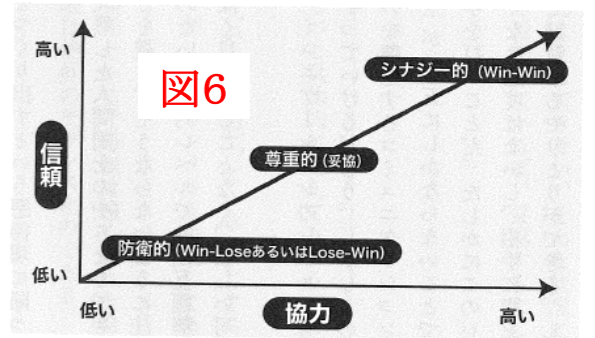 高い
図6
シナジー的 (Win-Win)
信頼
尊重的 (妥協)
防衛的 (Win-LoseあるいはLose-Win)
低い
低い
協力
高い